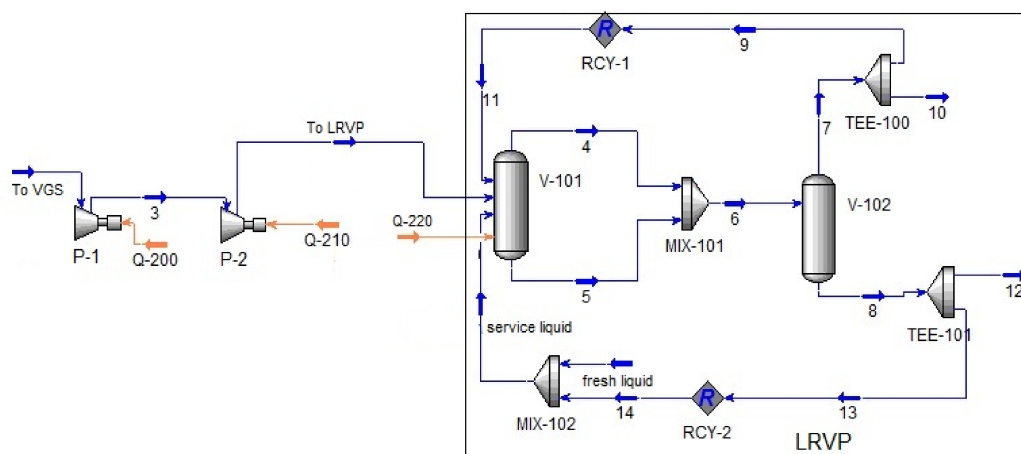 R
9
RCY-1
11
TEE-100
10
7
To LRVP
4
V-101
To VGS
3
Q-220
6
V-102
MIX-101
P-1
Q-200
P-2
Q-210
5
8
12
TEE-101
service liquid
fresh liquid
MIX-102
14
R
RCY-2
13
LRVP